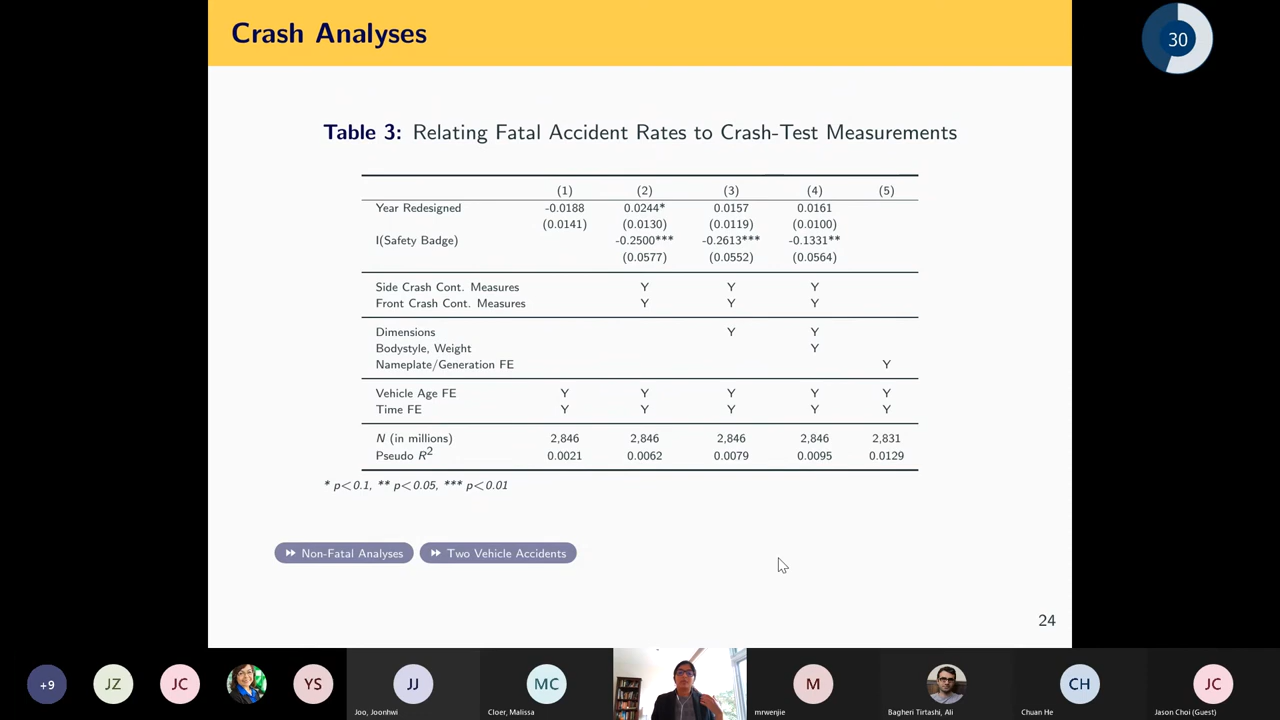 Crash Analyses
30
Table 3: Relating Fatal Accident Rates to Crash-Test Measurements
(1) (2) (3) (4) (5)
Year Redesigned -0.0188 0.0244* 0.0157 0.0161
(0.0141) (0.0130) (0.0119) (0.0100)
I(Safety Badge) -0.2500*** -0.2613*** -0.1331**
(0.0577) (0.0552) (0.0564)
Side Crash Cont. Measures Y Y Y
Front Crash Cont. Measures Y Y Y
Dimensions Y Y
Bodystyle, Weight Y
Nameplate/Generation FE Y
Vehicle Age FE Y Y Y Y Y
Time FE Y Y Y Y Y
N (in millions) 2,846 2,846 2,846 2,846 2,831
Pseudo R2 0.0021 0.0062 0.0079 0.0095 0.0129
* p<0.1, ** p<0.05, *** p<0.01
Non-Fatal Analyses Two Vehicle Accidents
24
+9 JZ JC YS JJ MC M CH JC
Joo, Joonhwi Cloer, Malissa mrwenjie Bagheri Tirtashi, Ali Chuan He Jason Choi (Guest)